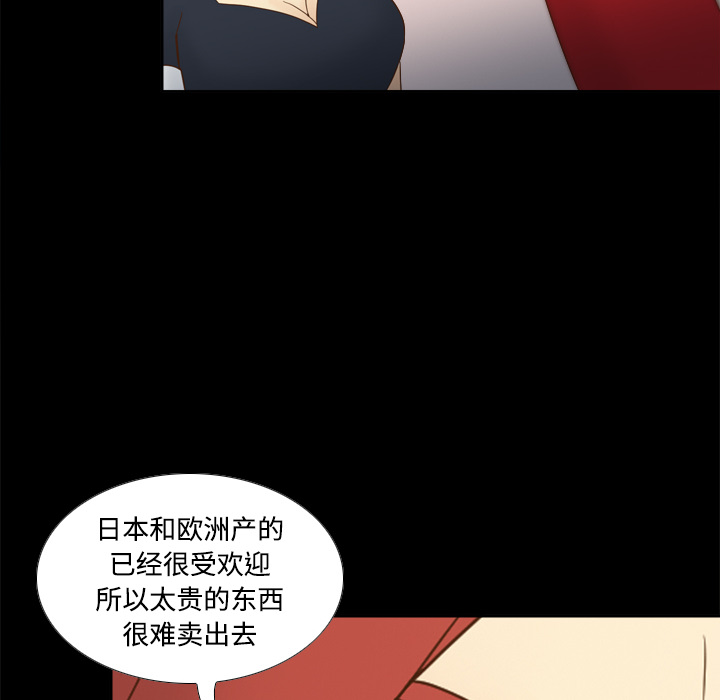 日本和欧洲产的
已经很受欢迎
所以太贵的东西
很难卖出去